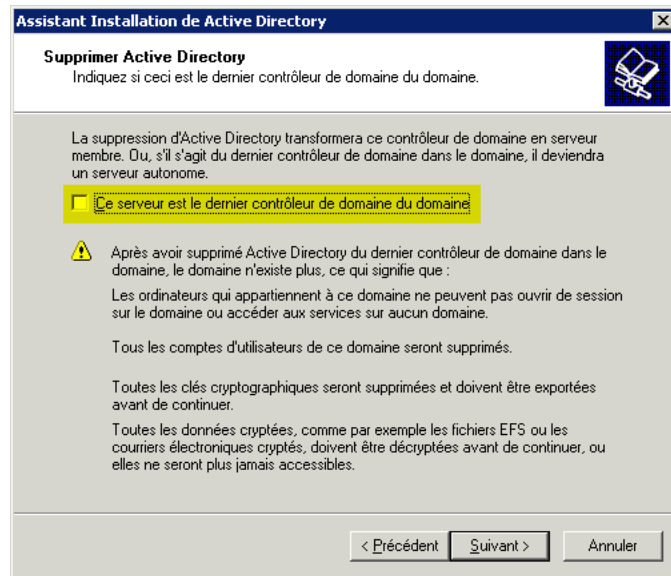 Assistant Installation de Active Directory
Supprimer Active Directory
Indiquez si ceci est le dernier contrôleur de domaine du domaine.
La suppression d'Active Directory transformera ce contrôleur de domaine en serveur
membre. Ou, s'il s'agit du dernier contrôleur de domaine dans le domaine, il deviendra
un serveur autonome.
Ce serveur est le dernier contrôleur de domaine du domaine
Après avoir supprimé Active Directory du dernier contrôleur de domaine dans le
domaine, le domaine n'existe plus, ce qui signifie que :
Les ordinateurs qui appartiennent à ce domaine ne peuvent pas ouvrir de session
sur le domaine ou accéder aux services sur aucun domaine.
Tous les comptes d'utilisateurs de ce domaine seront supprimés.
Toutes les clés cryptographiques seront supprimées et doivent être exportées
avant de continuer.
Toutes les données cryptées, comme par exemple les fichiers EFS ou les
courriers électroniques cryptés, doivent être décryptées avant de continuer, ou
elles ne seront plus jamais accessibles.
< Précédent Suivant > Annuler